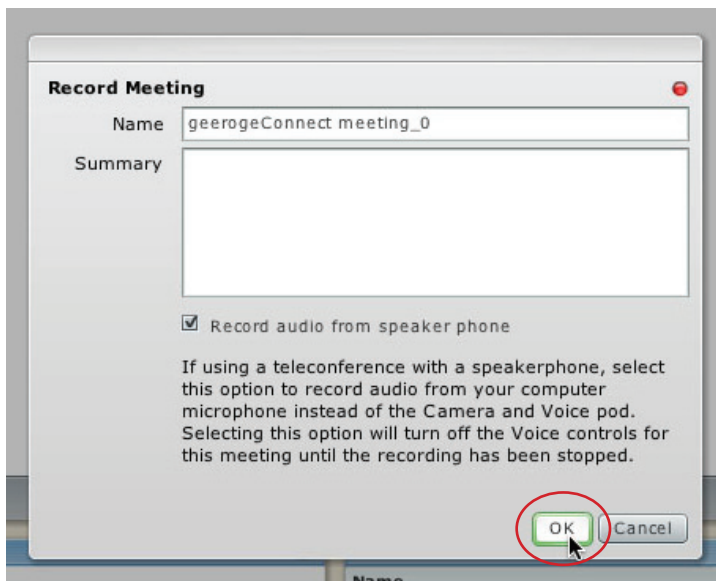 Record Meeting
Name geerogeConnect meeting_0
Summary
Record audio from speaker phone
If using a teleconference with a speakerphone, select
this option to record audio from your computer
microphone instead of the Camera and Voice pod.
Selecting this option will turn off the Voice controls for
this meeting until the recording has been stopped.
OK Cancel
Name